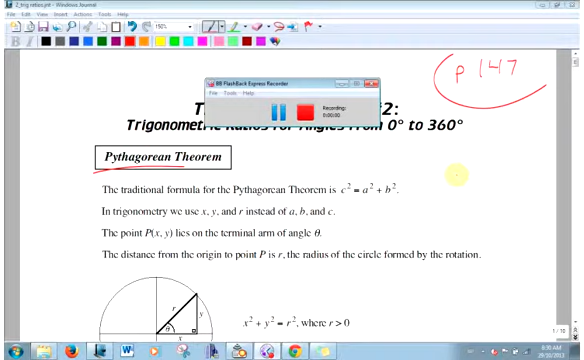 2_trig ratios.jnt - Windows Journal
File Edit View Insert Actions Tools Help
150%
B I
p 147
BB FlashBack Express Recorder
File Tools Help
Recording:
0:00:00
T 2:
Trigonometric Ratios for Angles from 0° to 360°
Pythagorean Theorem
The traditional formula for the Pythagorean Theorem is c² = a² + b².
In trigonometry we use x, y, and r instead of a, b, and c.
The point P(x, y) lies on the terminal arm of angle θ.
The distance from the origin to point P is r, the radius of the circle formed by the rotation.
r
y
θ
x
x² + y² = r², where r > 0
1 / 10
8:35 AM
29/10/2013